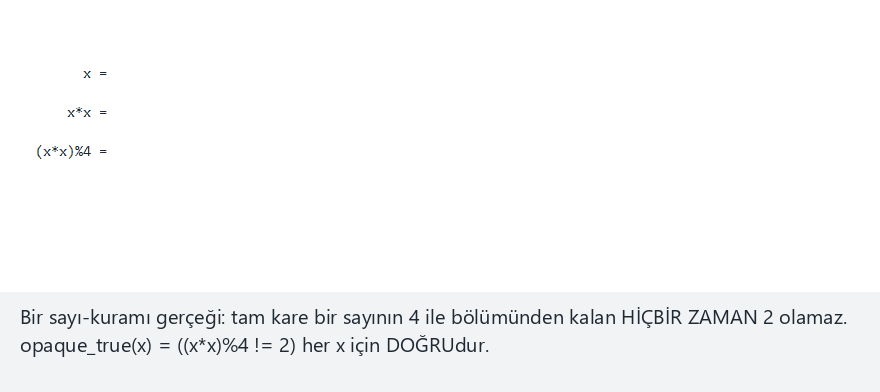 x =
x*x =
(x*x)%4 =
Bir sayı-kuramı gerçeği: tam kare bir sayının 4 ile bölümünden kalan HİÇBİR ZAMAN 2 olamaz.
opaque_true(x) = ((x*x)%4 != 2) her x için DOĞRUdur.